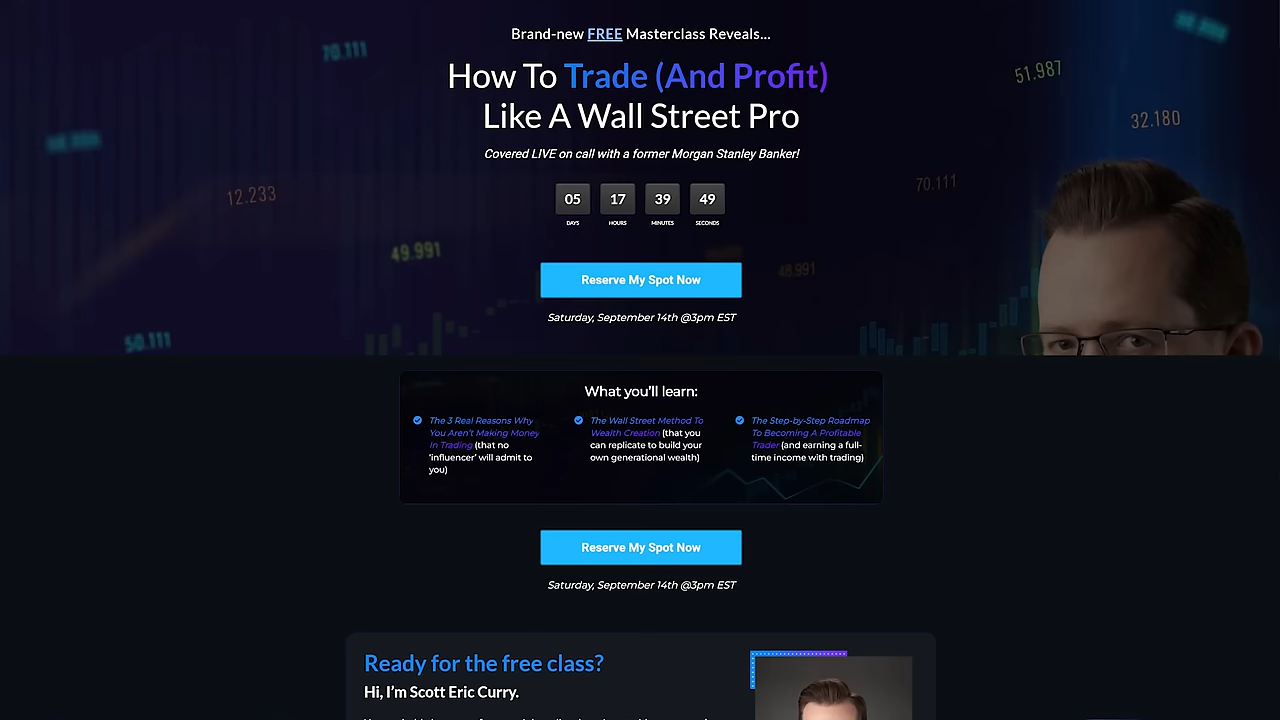 Brand-new FREE Masterclass Reveals...
How To Trade (And Profit)
Like A Wall Street Pro
Covered LIVE on call with a former Morgan Stanley Banker!
05 17 39 49
DAYS HOURS MINUTES SECONDS
Reserve My Spot Now
Saturday, September 14th @3pm EST
70.111
51.987
32.180
12.233
70.111
49.991
48.991
50.111
What you'll learn:
The 3 Real Reasons Why
You Aren't Making Money
In Trading (that no
'influencer' will admit to
you)
The Wall Street Method To
Wealth Creation (that you
can replicate to build your
own generational wealth)
The Step-by-Step Roadmap
To Becoming A Profitable
Trader (and earning a full-
time income with trading)
Reserve My Spot Now
Saturday, September 14th @3pm EST
Ready for the free class?
Hi, I'm Scott Eric Curry.